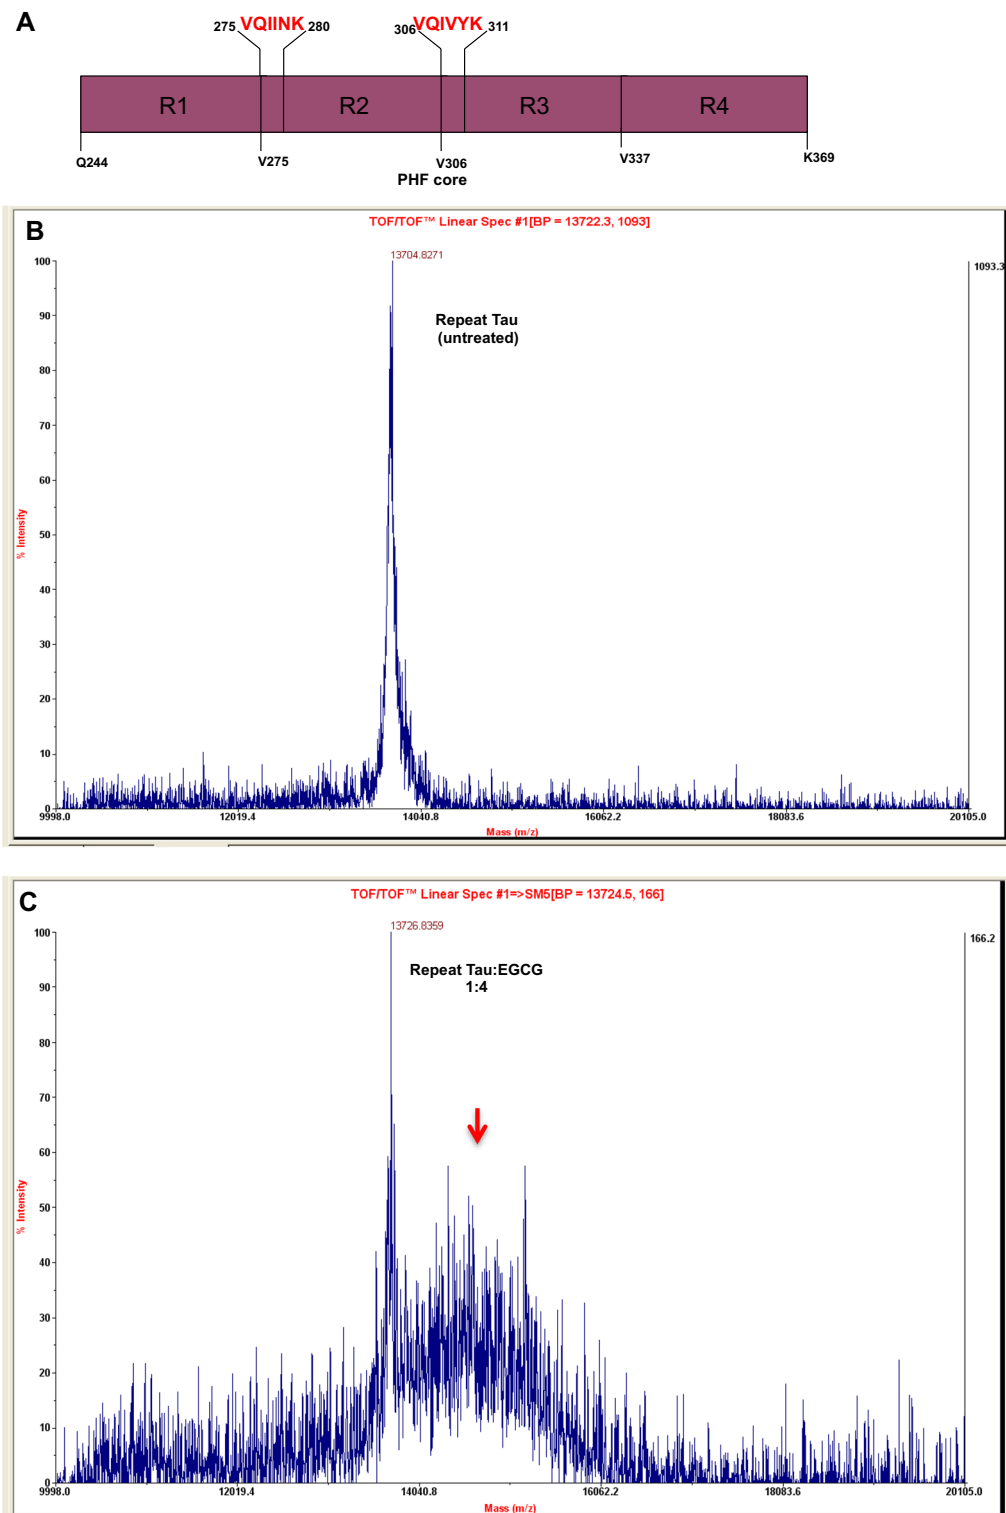 A
275 VQIINK 280
306 VQIVYK 311
R1 R2 R3 R4
Q244 V275 V306 V337 K369
PHF core
B
TOF/TOF™ Linear Spec #1[BP = 13722.3, 1093]
13704.8271
1093.3
Repeat Tau
(untreated)
100
90
80
70
60
50
40
30
20
10
0
% Intensity
9998.0 12019.4 14040.8 16062.2 18083.6 20105.0
Mass (m/z)
C
TOF/TOF™ Linear Spec #1=>SM5[BP = 13724.5, 166]
13726.8359
166.2
Repeat Tau:EGCG
1:4
100
90
80
70
60
50
40
30
20
10
0
% Intensity
9998.0 12019.4 14040.8 16062.2 18083.6 20105.0
Mass (m/z)